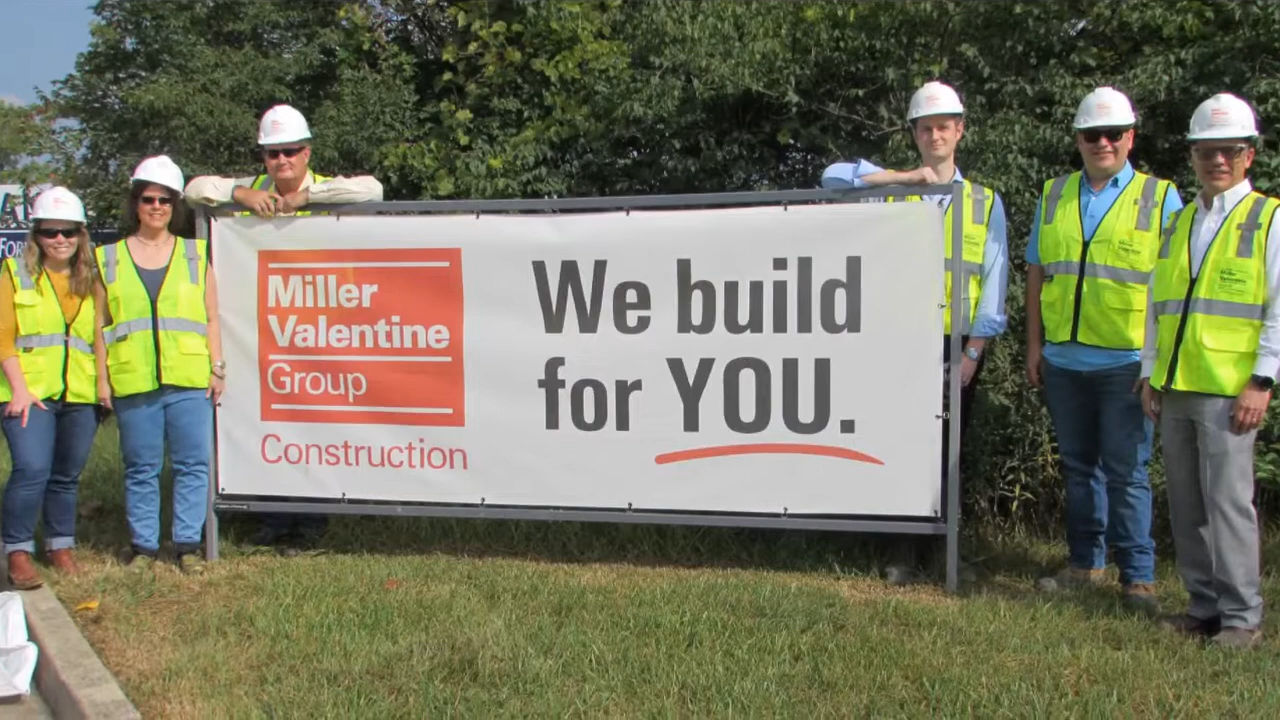 Miller
Valentine
Group
Construction
We build
for YOU.